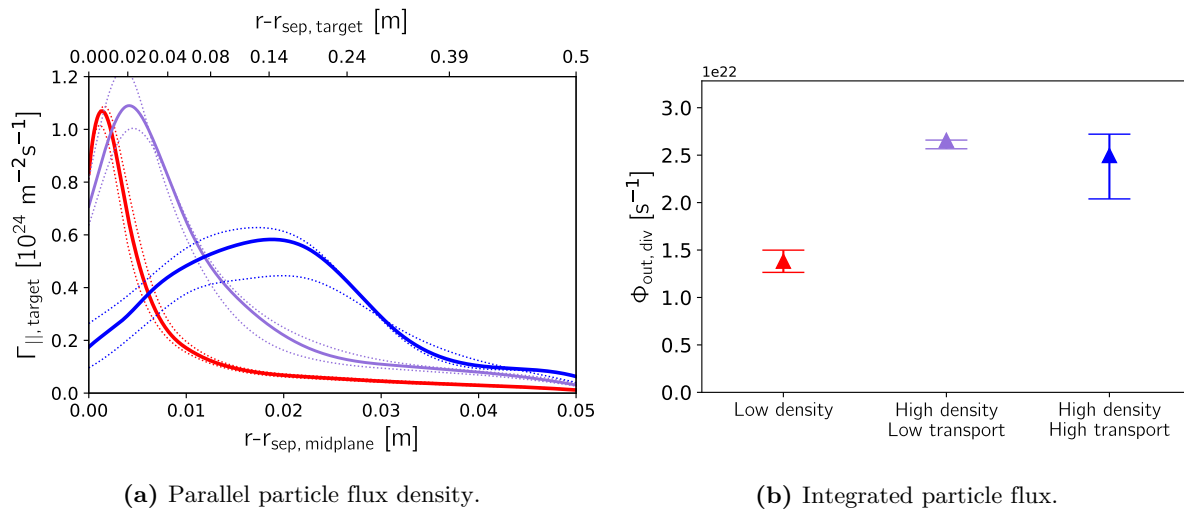 r-r_sep, target [m]
0.000 0.02 0.04 0.08 0.14 0.24 0.39 0.5
Γ_||, target [10^24 m^−2 s^−1]
1.2
1.0
0.8
0.6
0.4
0.2
0.0
0.00 0.01 0.02 0.03 0.04 0.05
r-r_sep, midplane [m]
(a) Parallel particle flux density.
1e22
Φ_out, div [s^−1]
3.0
2.5
2.0
1.5
1.0
0.5
0.0
Low density
High density
Low transport
High density
High transport
(b) Integrated particle flux.